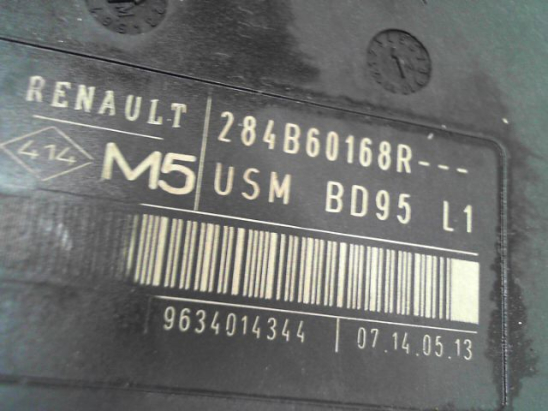 RENAULT 284B60168R---
414 M5 USM BD95 L1
9634014344 07.14.05.13